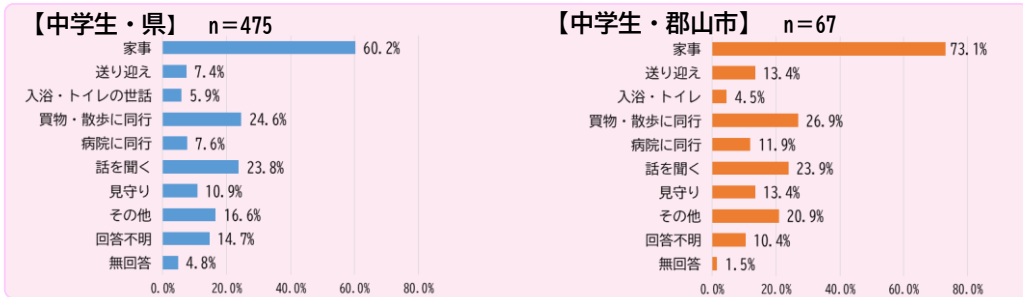 【中学生・県】 n＝475
家事 60.2%
送り迎え 7.4%
入浴・トイレの世話 5.9%
買物・散歩に同行 24.6%
病院に同行 7.6%
話を聞く 23.8%
見守り 10.9%
その他 16.6%
回答不明 14.7%
無回答 4.8%
0.0% 20.0% 40.0% 60.0% 80.0%
【中学生・郡山市】 n＝67
家事 73.1%
送り迎え 13.4%
入浴・トイレ 4.5%
買物・散歩に同行 26.9%
病院に同行 11.9%
話を聞く 23.9%
見守り 13.4%
その他 20.9%
回答不明 10.4%
無回答 1.5%
0.0% 20.0% 40.0% 60.0% 80.0%